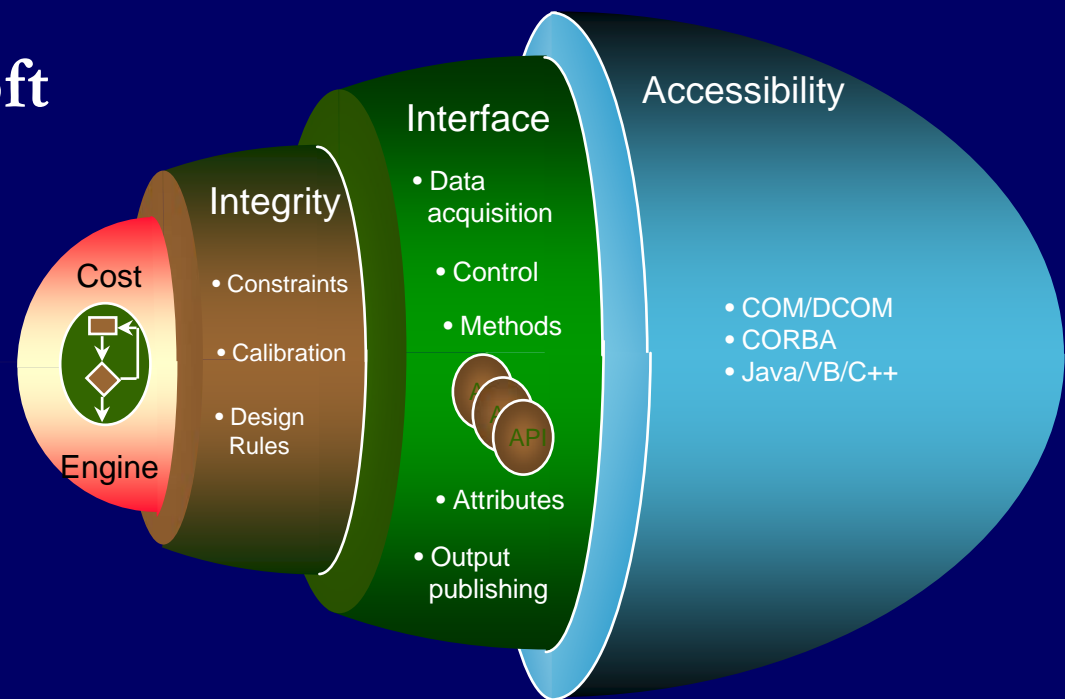 ft
Cost
Engine
Integrity
• Constraints
• Calibration
• Design
Rules
Interface
• Data
acquisition
• Control
• Methods
A
A
API
• Attributes
• Output
publishing
Accessibility
• COM/DCOM
• CORBA
• Java/VB/C++